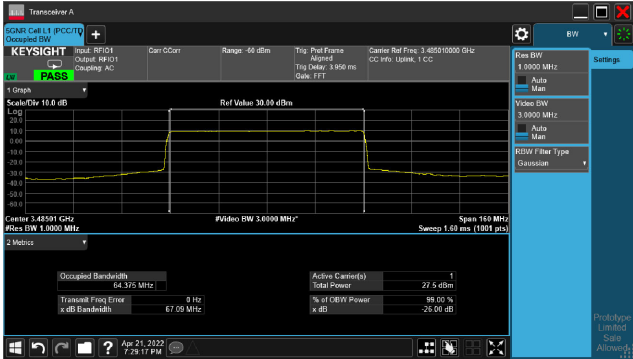 Transceiver A
5GNR Cell L1 (PCC/TD
Occupied BW
+
BW
KEYSIGHT
Input: RFIO1
Output: RFIO1
Coupling: AC
Corr CCorr
Range: -60 dBm
Trig: Pret Frame
Aligned
Trig Delay: 3.950 ms
Gate: FFT
Carrier Ref Freq: 3.485010000 GHz
CC Info: Uplink, 1 CC
LW
PASS
Res BW
1.0000 MHz
Settings
Auto
Man
Video BW
3.0000 MHz
Auto
Man
RBW Filter Type
Gaussian
1 Graph
Scale/Div 10.0 dB
Ref Value 30.00 dBm
Log
20.0
10.0
0.00
-10.0
-20.0
-30.0
-40.0
-50.0
-60.0
Center 3.48501 GHz
#Video BW 3.0000 MHz*
Span 160 MHz
#Res BW 1.0000 MHz
Sweep 1.60 ms (1001 pts)
2 Metrics
Occupied Bandwidth
64.375 MHz
Active Carrier(s) 1
Total Power 27.5 dBm
Transmit Freq Error 0 Hz
x dB Bandwidth 67.09 MHz
% of OBW Power 99.00 %
x dB -26.00 dB
Prototype
Limited
Sale
Allowed
Apr 21, 2022
7:29:17 PM